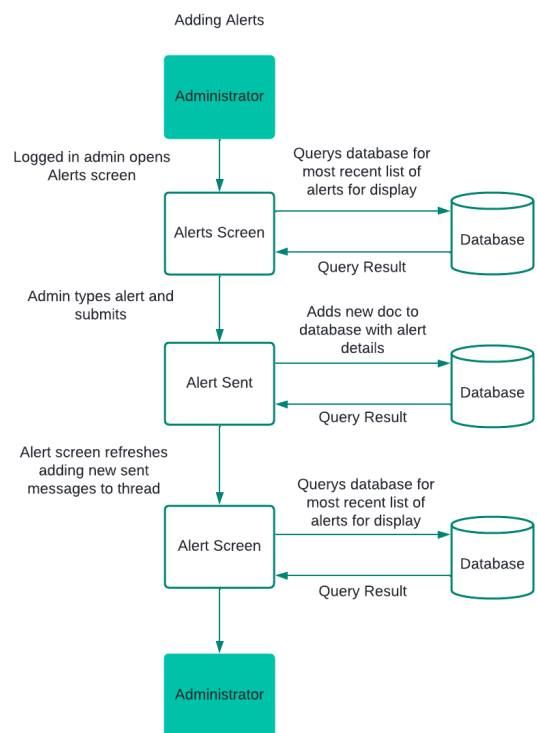 Adding Alerts
Administrator
Logged in admin opens
Alerts screen
Querys database for
most recent list of
alerts for display
Alerts Screen
Database
Query Result
Admin types alert and
submits
Adds new doc to
database with alert
details
Alert Sent
Database
Query Result
Alert screen refreshes
adding new sent
messages to thread
Querys database for
most recent list of
alerts for display
Alert Screen
Database
Query Result
Administrator